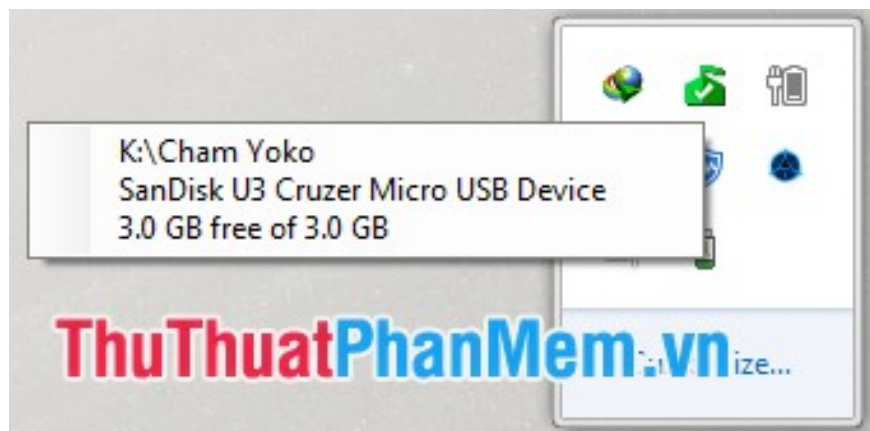 K:\Cham Yoko
SanDisk U3 Cruzer Micro USB Device
3.0 GB free of 3.0 GB
ThuThuatPhanMem.vn